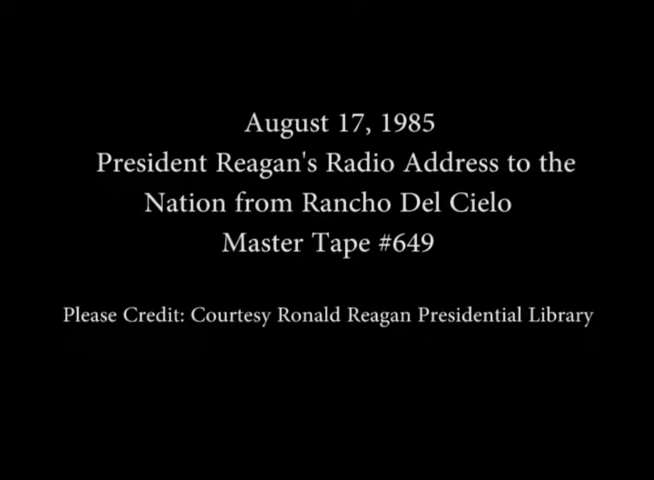 August 17, 1985
President Reagan's Radio Address to the
Nation from Rancho Del Cielo
Master Tape #649
Please Credit: Courtesy Ronald Reagan Presidential Library